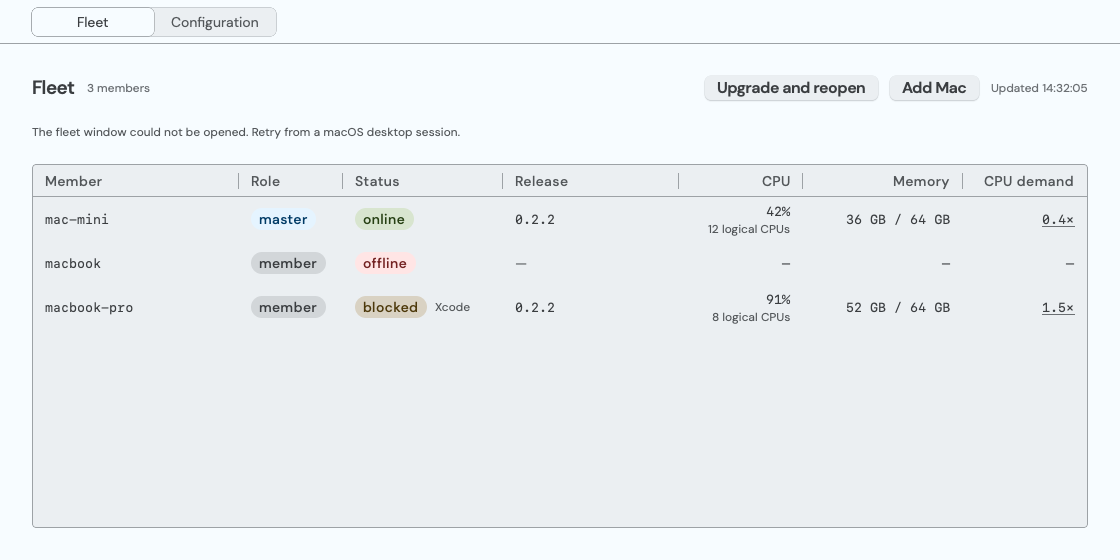 Fleet Configuration
Fleet 3 members Upgrade and reopen Add Mac Updated 14:32:05
The fleet window could not be opened. Retry from a macOS desktop session.
Member Role Status Release CPU Memory CPU demand
mac-mini master online 0.2.2 42% 36 GB / 64 GB 0.4×
12 logical CPUs
macbook member offline — — — —
macbook-pro member blocked Xcode 0.2.2 91% 52 GB / 64 GB 1.5×
8 logical CPUs